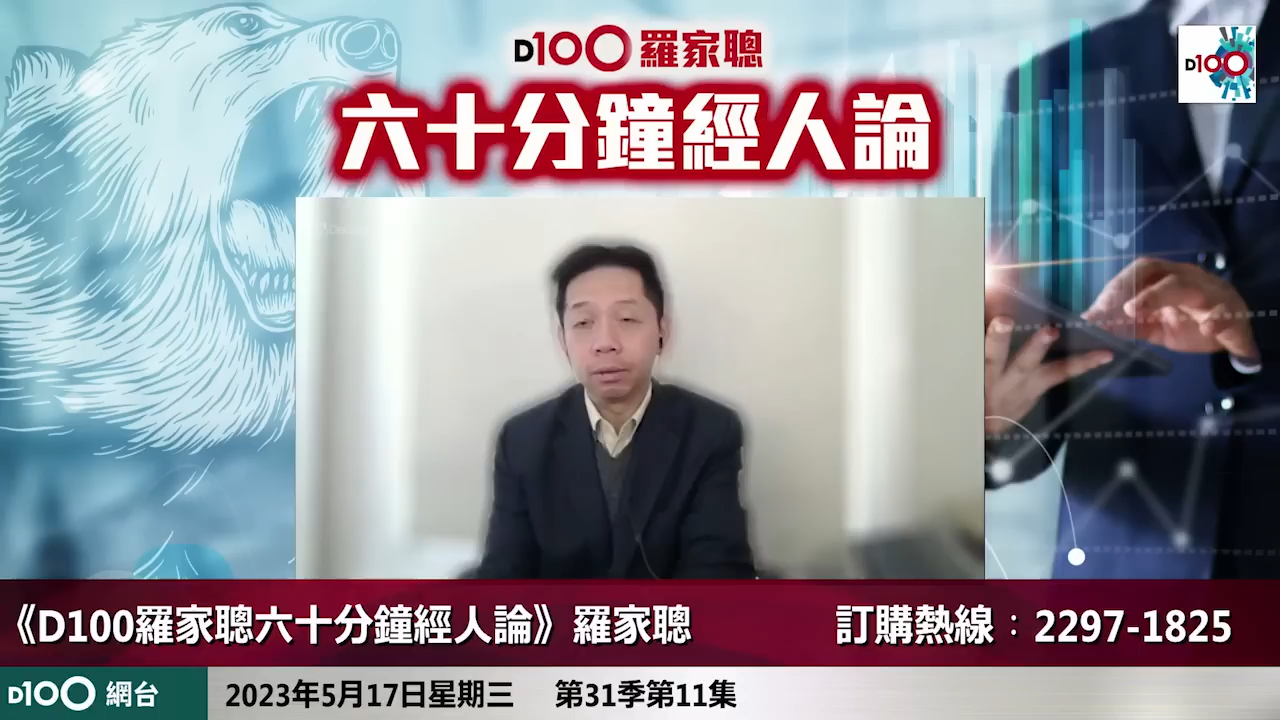 D100 羅家聰
六十分鐘經人論
D100
《D100羅家聰六十分鐘經人論》羅家聰
訂購熱線：2297-1825
D100 網台
2023年5月17日星期三
第31季第11集